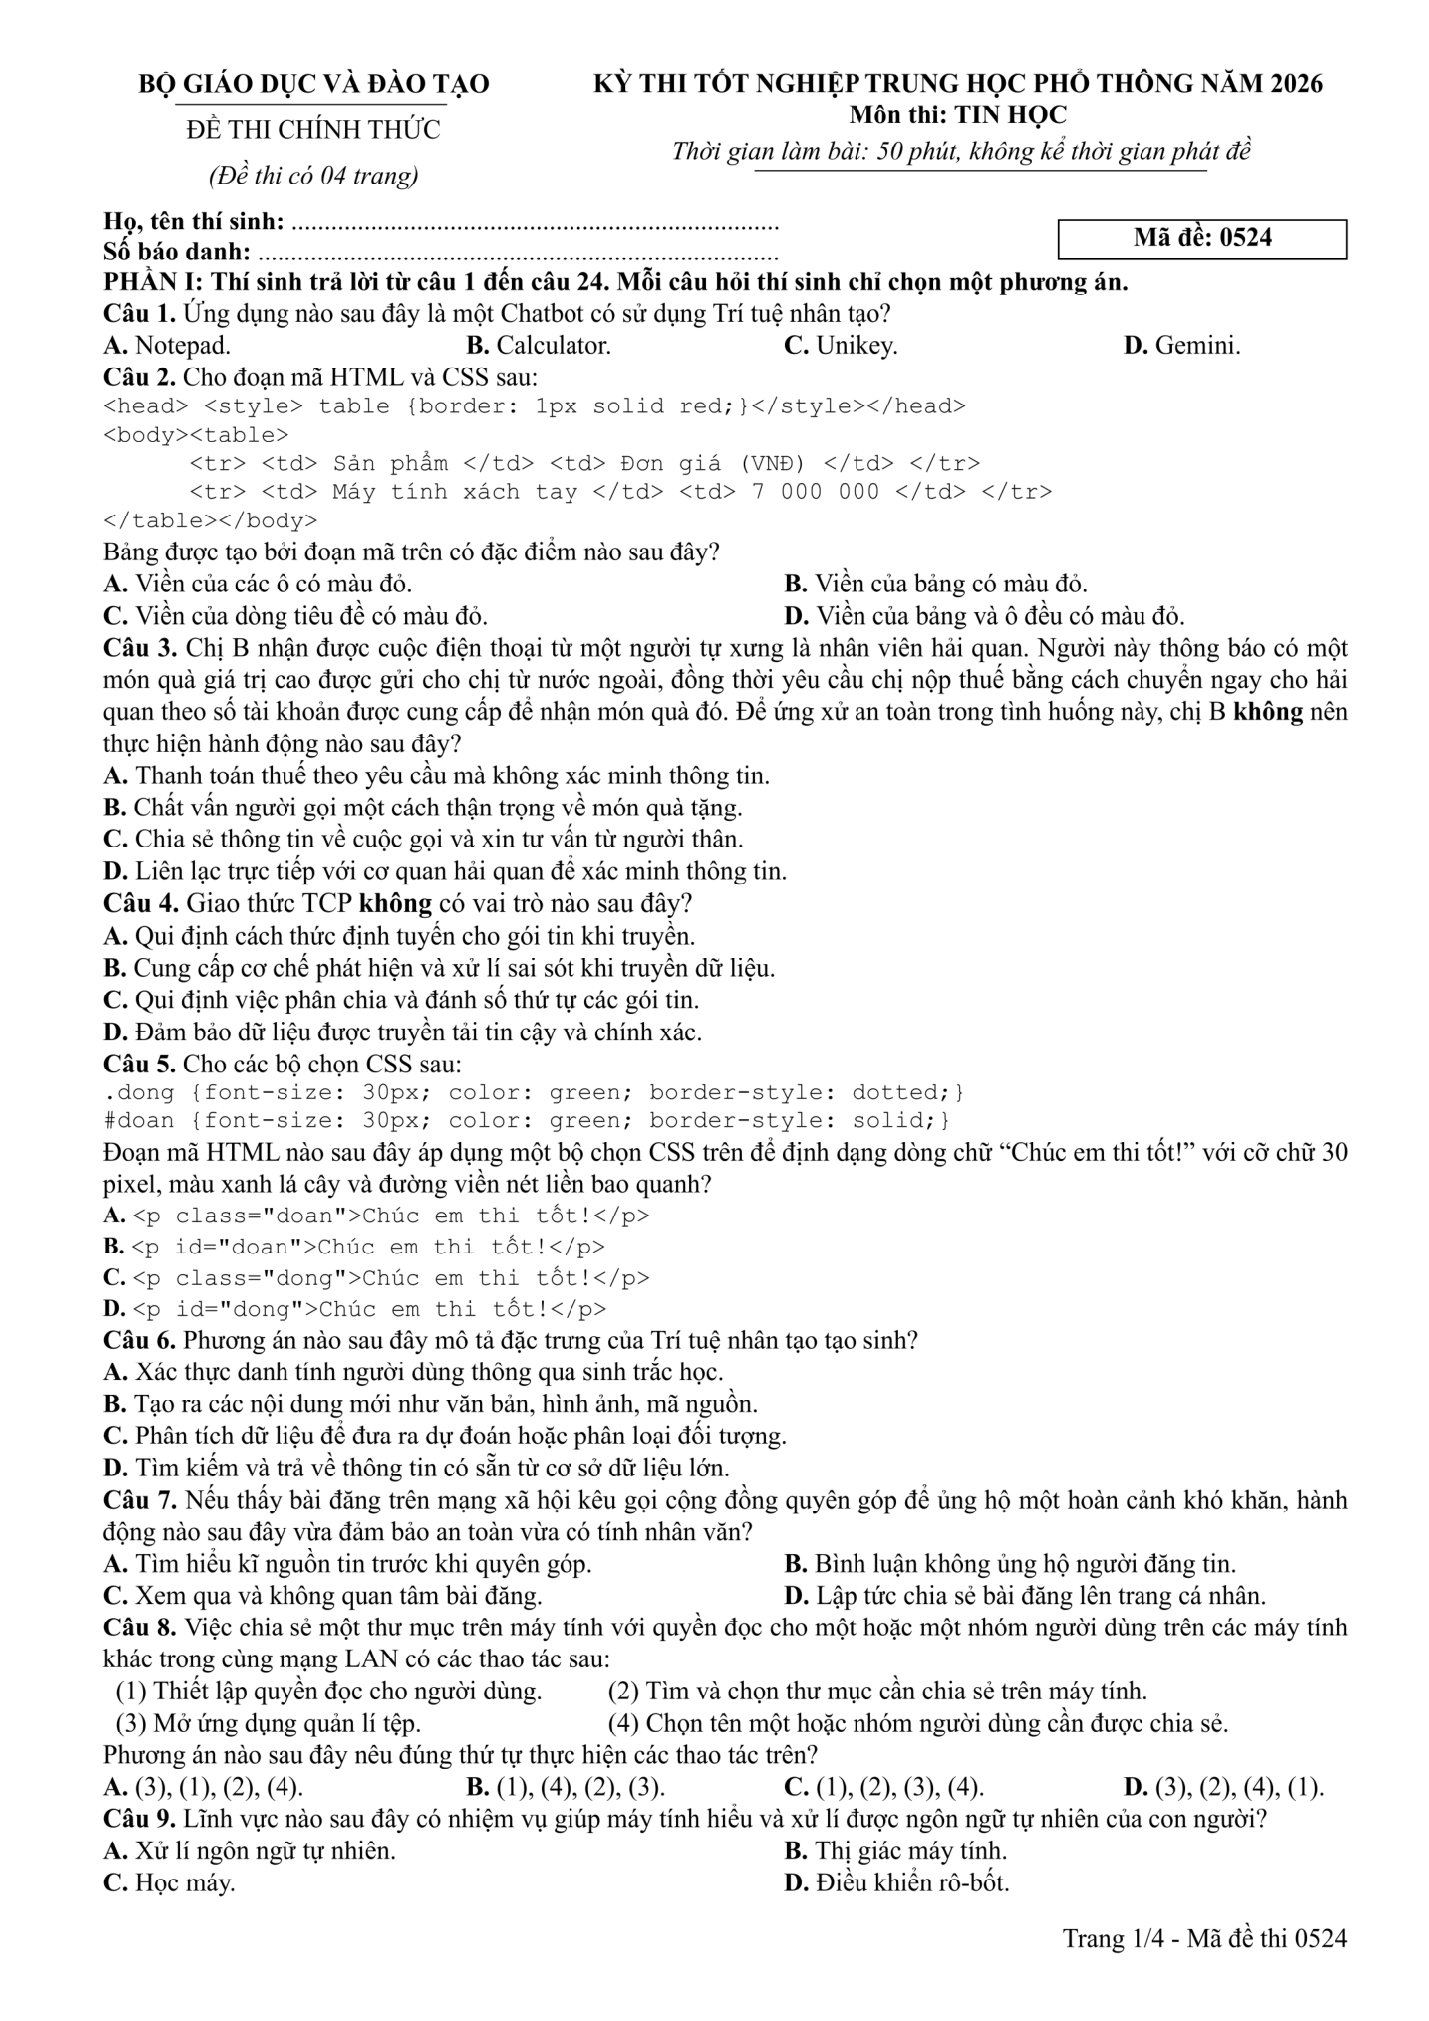 BỘ GIÁO DỤC VÀ ĐÀO TẠO
ĐỀ THI CHÍNH THỨC
(Đề thi có 04 trang)
KỲ THI TỐT NGHIỆP TRUNG HỌC PHỔ THÔNG NĂM 2026
Môn thi: TIN HỌC
Thời gian làm bài: 50 phút, không kể thời gian phát đề
Họ, tên thí sinh: ..........................................................................
Số báo danh: ..............................................................................
Mã đề: 0524
PHẦN I: Thí sinh trả lời từ câu 1 đến câu 24. Mỗi câu hỏi thí sinh chỉ chọn một phương án.
Câu 1. Ứng dụng nào sau đây là một Chatbot có sử dụng Trí tuệ nhân tạo?
A. Notepad. B. Calculator. C. Unikey. D. Gemini.
Câu 2. Cho đoạn mã HTML và CSS sau:
<head> <style> table {border: 1px solid red;}</style></head>
<body><table>
<tr> <td> Sản phẩm </td> <td> Đơn giá (VNĐ) </td> </tr>
<tr> <td> Máy tính xách tay </td> <td> 7 000 000 </td> </tr>
</table></body>
Bảng được tạo bởi đoạn mã trên có đặc điểm nào sau đây?
A. Viền của các ô có màu đỏ. B. Viền của bảng có màu đỏ.
C. Viền của dòng tiêu đề có màu đỏ. D. Viền của bảng và ô đều có màu đỏ.
Câu 3. Chị B nhận được cuộc điện thoại từ một người tự xưng là nhân viên hải quan. Người này thông báo có một
món quà giá trị cao được gửi cho chị từ nước ngoài, đồng thời yêu cầu chị nộp thuế bằng cách chuyển ngay cho hải
quan theo số tài khoản được cung cấp để nhận món quà đó. Để ứng xử an toàn trong tình huống này, chị B không nên
thực hiện hành động nào sau đây?
A. Thanh toán thuế theo yêu cầu mà không xác minh thông tin.
B. Chất vấn người gọi một cách thận trọng về món quà tặng.
C. Chia sẻ thông tin về cuộc gọi và xin tư vấn từ người thân.
D. Liên lạc trực tiếp với cơ quan hải quan để xác minh thông tin.
Câu 4. Giao thức TCP không có vai trò nào sau đây?
A. Qui định cách thức định tuyến cho gói tin khi truyền.
B. Cung cấp cơ chế phát hiện và xử lí sai sót khi truyền dữ liệu.
C. Qui định việc phân chia và đánh số thứ tự các gói tin.
D. Đảm bảo dữ liệu được truyền tải tin cậy và chính xác.
Câu 5. Cho các bộ chọn CSS sau:
.dong {font-size: 30px; color: green; border-style: dotted;}
#doan {font-size: 30px; color: green; border-style: solid;}
Đoạn mã HTML nào sau đây áp dụng một bộ chọn CSS trên để định dạng dòng chữ “Chúc em thi tốt!” với cỡ chữ 30
pixel, màu xanh lá cây và đường viền nét liền bao quanh?
A. <p class="doan">Chúc em thi tốt!</p>
B. <p id="doan">Chúc em thi tốt!</p>
C. <p class="dong">Chúc em thi tốt!</p>
D. <p id="dong">Chúc em thi tốt!</p>
Câu 6. Phương án nào sau đây mô tả đặc trưng của Trí tuệ nhân tạo tạo sinh?
A. Xác thực danh tính người dùng thông qua sinh trắc học.
B. Tạo ra các nội dung mới như văn bản, hình ảnh, mã nguồn.
C. Phân tích dữ liệu để đưa ra dự đoán hoặc phân loại đối tượng.
D. Tìm kiếm và trả về thông tin có sẵn từ cơ sở dữ liệu lớn.
Câu 7. Nếu thấy bài đăng trên mạng xã hội kêu gọi cộng đồng quyên góp để ủng hộ một hoàn cảnh khó khăn, hành
động nào sau đây vừa đảm bảo an toàn vừa có tính nhân văn?
A. Tìm hiểu kĩ nguồn tin trước khi quyên góp. B. Bình luận không ủng hộ người đăng tin.
C. Xem qua và không quan tâm bài đăng. D. Lập tức chia sẻ bài đăng lên trang cá nhân.
Câu 8. Việc chia sẻ một thư mục trên máy tính với quyền đọc cho một hoặc một nhóm người dùng trên các máy tính
khác trong cùng mạng LAN có các thao tác sau:
(1) Thiết lập quyền đọc cho người dùng. (2) Tìm và chọn thư mục cần chia sẻ trên máy tính.
(3) Mở ứng dụng quản lí tệp. (4) Chọn tên một hoặc nhóm người dùng cần được chia sẻ.
Phương án nào sau đây nêu đúng thứ tự thực hiện các thao tác trên?
A. (3), (1), (2), (4). B. (1), (4), (2), (3). C. (1), (2), (3), (4). D. (3), (2), (4), (1).
Câu 9. Lĩnh vực nào sau đây có nhiệm vụ giúp máy tính hiểu và xử lí được ngôn ngữ tự nhiên của con người?
A. Xử lí ngôn ngữ tự nhiên. B. Thị giác máy tính.
C. Học máy. D. Điều khiển rô-bốt.
Trang 1/4 - Mã đề thi 0524